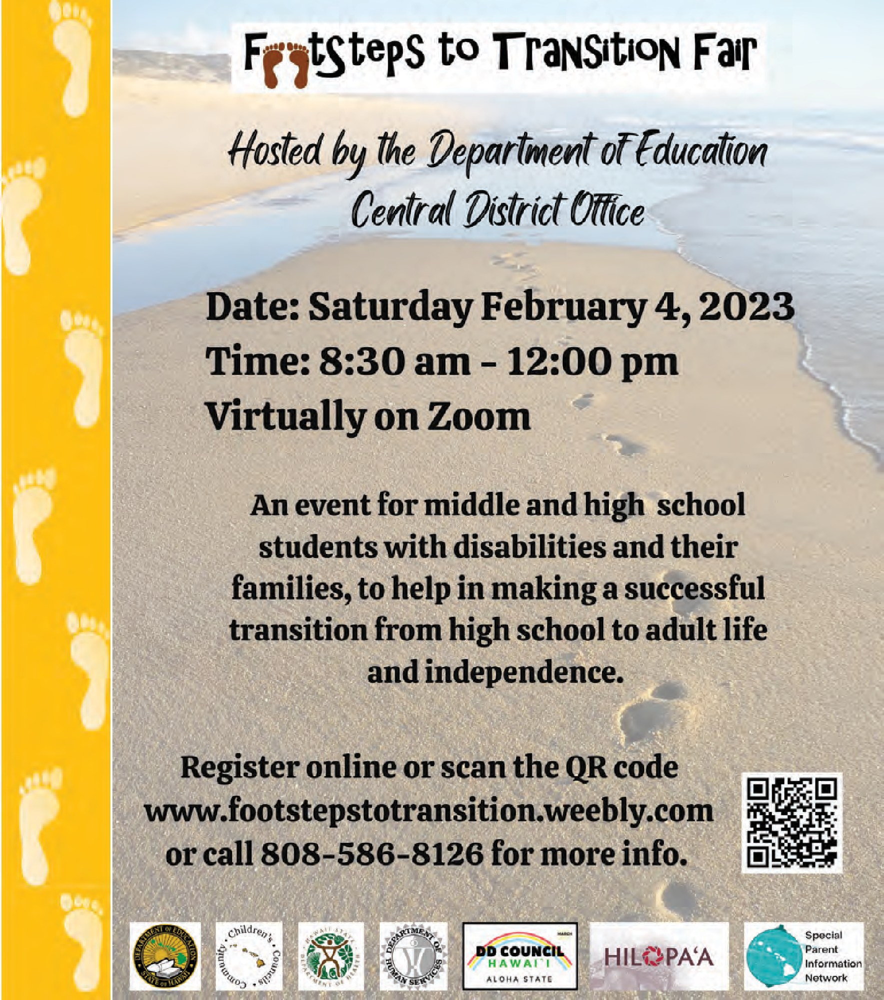 Footsteps to Transition Fair
Hosted by the Department of Education
Central District Office
Date: Saturday February 4, 2023
Time: 8:30 am - 12:00 pm
Virtually on Zoom
An event for middle and high school
students with disabilities and their
families, to help in making a successful
transition from high school to adult life
and independence.
Register online or scan the QR code
www.footstepstotransition.weebly.com
or call 808-586-8126 for more info.
DEPARTMENT OF EDUCATION
STATE OF HAWAII
Community • Children's • Councils •
HAWAII STATE
DEPARTMENT OF HEALTH
DEPARTMENT OF
HUMAN SERVICES
MARCH
DD COUNCIL
HAWAI`I
ALOHA STATE
HILOPAʻA
Special
Parent
Information
Network